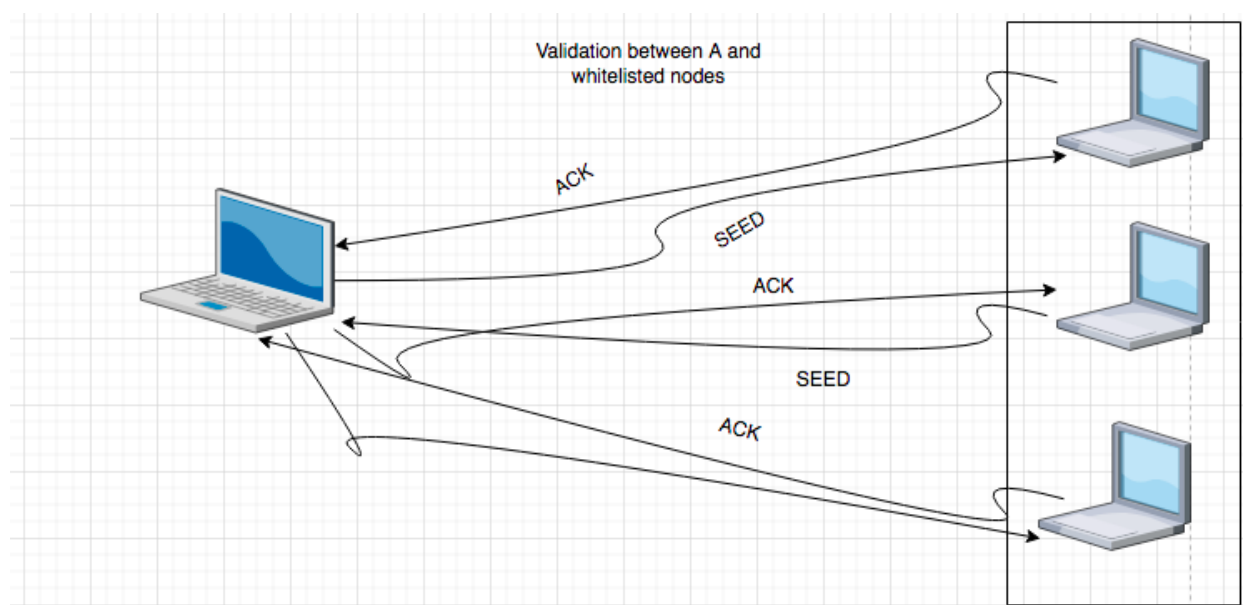 Validation between A and
whitelisted nodes
ACK
SEED
ACK
SEED
ACK